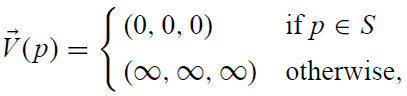 V⃗(p) = { (0, 0, 0) if p ∈ S
(∞, ∞, ∞) otherwise,